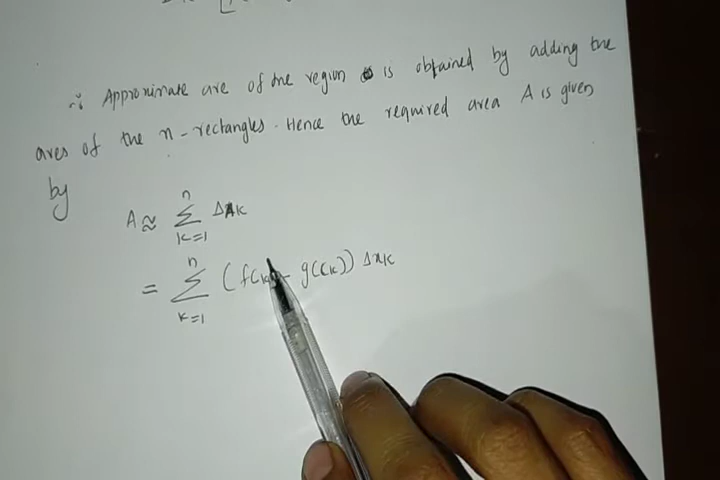 ∴ Approximate are of the region is obtained by adding the
ares of the n-rectangles. Hence the required area A is given
by
A ≈ n Σ k=1 ΔAk
= n Σ k=1 (f(ck) - g(ck)) Δxk